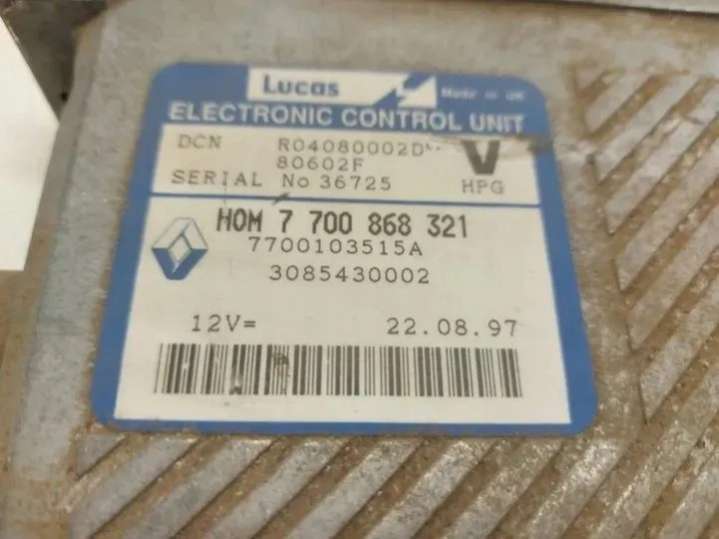 Lucas
Made in UK
ELECTRONIC CONTROL UNIT
DCN R04080002D
80602F
SERIAL No 36725
V
HPG
HOM 7 700 868 321
7700103515A
3085430002
12V= 22.08.97